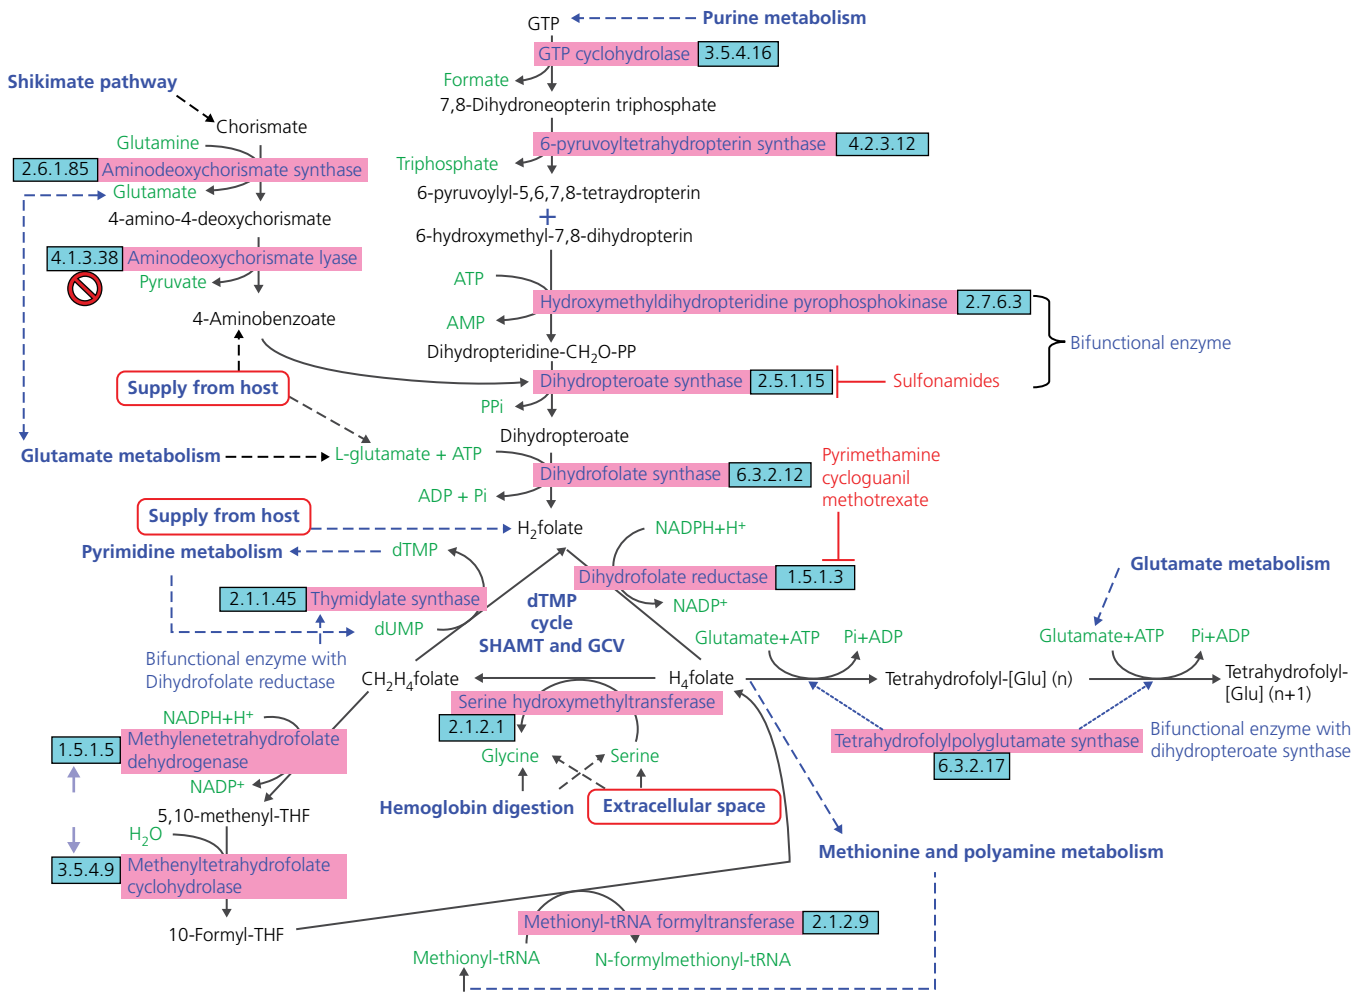 GTP
Purine metabolism
GTP cyclohydrolase
3.5.4.16
Shikimate pathway
Formate
7,8-Dihydroneopterin triphosphate
Chorismate
Glutamine
6-pyruvoyltetrahydropterin synthase
4.2.3.12
Triphosphate
2.6.1.85
Aminodeoxychorismate synthase
Glutamate
6-pyruvoylyl-5,6,7,8-tetraydropterin
+
4-amino-4-deoxychorismate
6-hydroxymethyl-7,8-dihydropterin
4.1.3.38
Aminodeoxychorismate lyase
Pyruvate
ATP
Hydroxymethyldihydropteridine pyrophosphokinase
2.7.6.3
AMP
4-Aminobenzoate
Bifunctional enzyme
Dihydropteridine-CH2O-PP
Supply from host
Dihydropteroate synthase
2.5.1.15
Sulfonamides
PPi
Dihydropteroate
Glutamate metabolism
L-glutamate + ATP
Pyrimethamine
cycloguanil
methotrexate
Dihydrofolate synthase
6.3.2.12
ADP + Pi
Supply from host
H2folate
NADPH+H+
Pyrimidine metabolism
dTMP
Dihydrofolate reductase
1.5.1.3
Glutamate metabolism
2.1.1.45
Thymidylate synthase
dTMP
cycle
SHAMT and GCV
NADP+
dUMP
Glutamate+ATP
Pi+ADP
Glutamate+ATP
Pi+ADP
Bifunctional enzyme with
Dihydrofolate reductase
CH2H4folate
H4folate
Tetrahydrofolyl-[Glu] (n)
Tetrahydrofolyl-
[Glu] (n+1)
Serine hydroxymethyltransferase
2.1.2.1
NADPH+H+
1.5.1.5
Methylenetetrahydrofolate
dehydrogenase
NADP+
Glycine
Serine
Tetrahydrofolylpolyglutamate synthase
6.3.2.17
Bifunctional enzyme with
dihydropteroate synthase
Hemoglobin digestion
Extracellular space
5,10-methenyl-THF
H2O
3.5.4.9
Methenyltetrahydrofolate
cyclohydrolase
Methionine and polyamine metabolism
10-Formyl-THF
Methionyl-tRNA formyltransferase
2.1.2.9
Methionyl-tRNA
N-formylmethionyl-tRNA